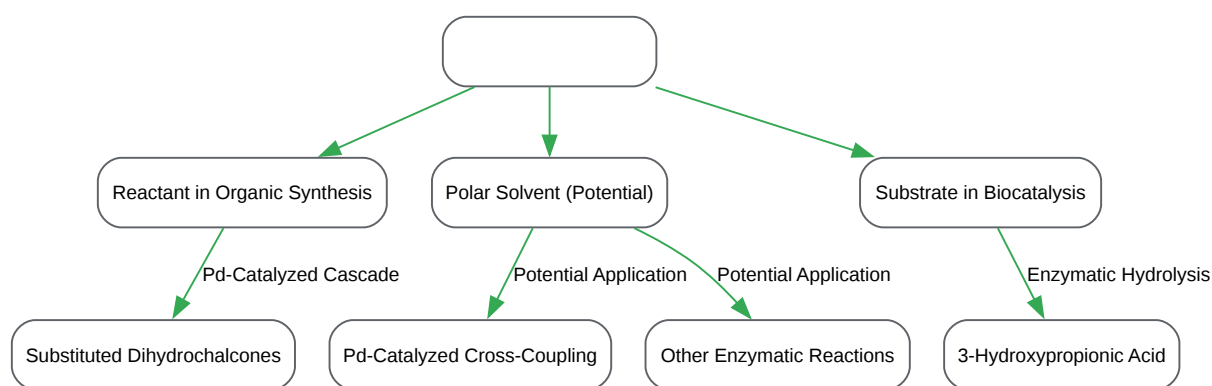 Reactant in Organic Synthesis
Polar Solvent (Potential)
Substrate in Biocatalysis
Pd-Catalyzed Cascade
Potential Application
Potential Application
Enzymatic Hydrolysis
Substituted Dihydrochalcones
Pd-Catalyzed Cross-Coupling
Other Enzymatic Reactions
3-Hydroxypropionic Acid